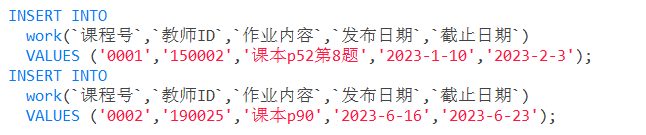 INSERT INTO
work(`课程号`,`教师ID`,`作业内容`,`发布日期`,`截止日期`)
VALUES ('0001','150002','课本p52第8题','2023-1-10','2023-2-3');
INSERT INTO
work(`课程号`,`教师ID`,`作业内容`,`发布日期`,`截止日期`)
VALUES ('0002','190025','课本p90','2023-6-16','2023-6-23');